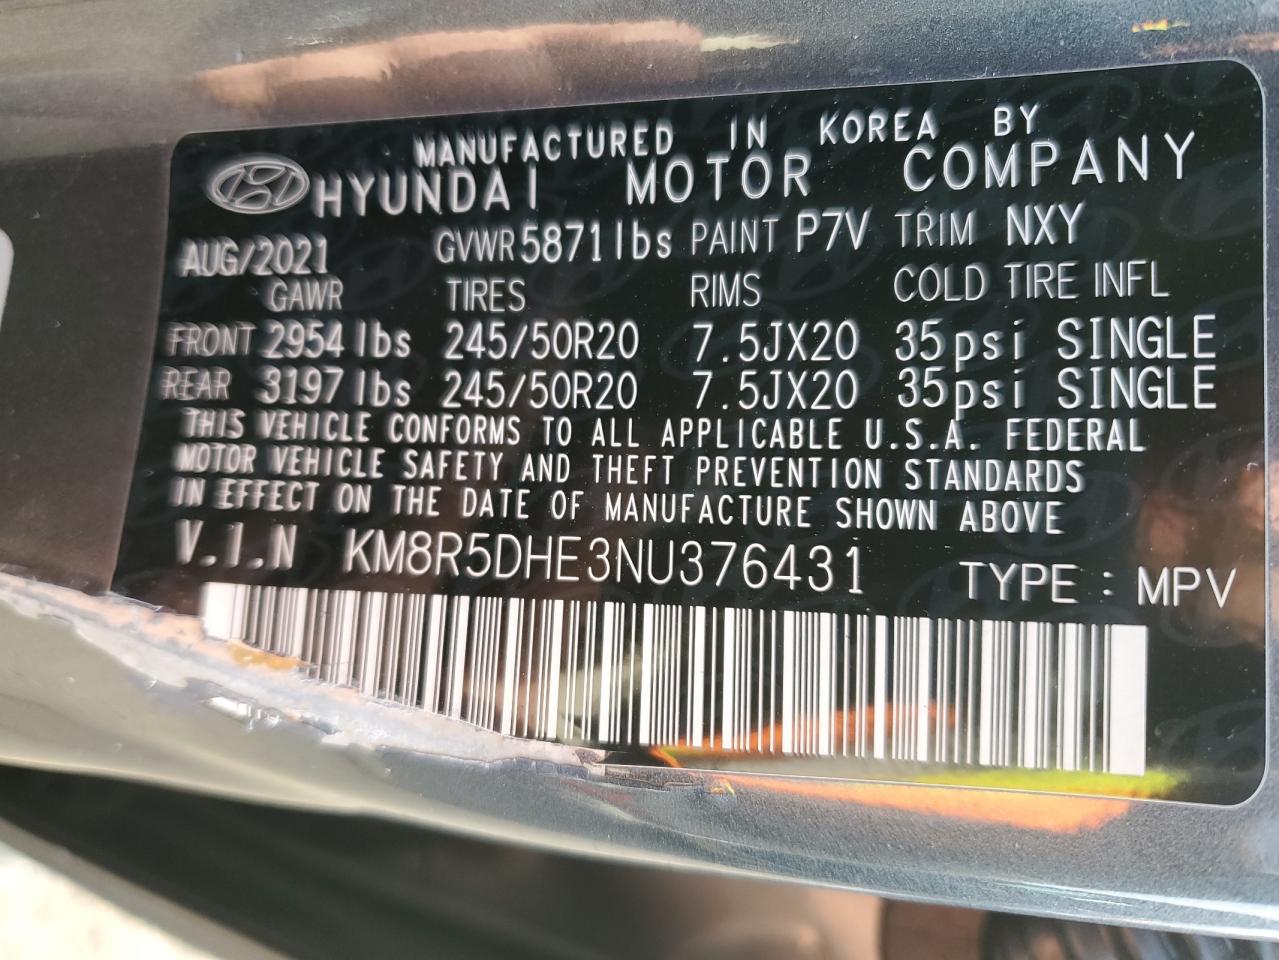 MANUFACTURED IN KOREA BY
HYUNDAI MOTOR COMPANY
AUG/2021 GVWR 5871lbs PAINT P7V TRIM NXY
GAWR TIRES RIMS COLD TIRE INFL
FRONT 2954 lbs 245/50R20 7.5JX20 35psi SINGLE
REAR 3197 lbs 245/50R20 7.5JX20 35psi SINGLE
THIS VEHICLE CONFORMS TO ALL APPLICABLE U.S.A. FEDERAL
MOTOR VEHICLE SAFETY AND THEFT PREVENTION STANDARDS
IN EFFECT ON THE DATE OF MANUFACTURE SHOWN ABOVE
V.I.N KM8R5DHE3NU376431 TYPE : MPV